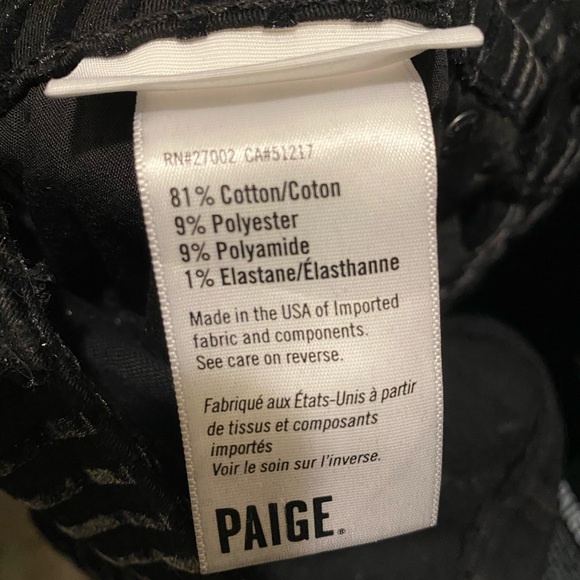 RN#27002 CA#51217
81% Cotton/Coton
9% Polyester
9% Polyamide
1% Elastane/Élasthanne
Made in the USA of Imported
fabric and components.
See care on reverse.
Fabriqué aux États-Unis à partir
de tissus et composants
importés
Voir le soin sur l'inverse.
PAIGE®